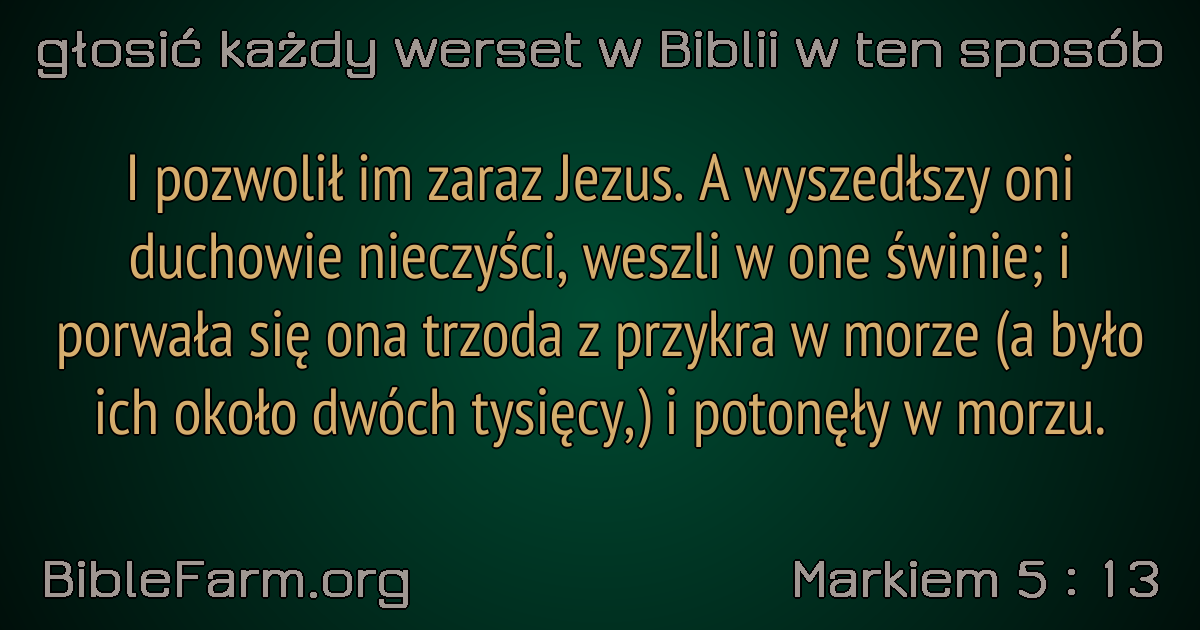 głosić każdy werset w Biblii w ten sposób
I pozwolił im zaraz Jezus. A wyszedłszy oni
duchowie nieczyści, weszli w one świnie; i
porwała się ona trzoda z przykra w morze (a było
ich około dwóch tysięcy,) i potonęły w morzu.
BibleFarm.org
Markiem 5 : 13